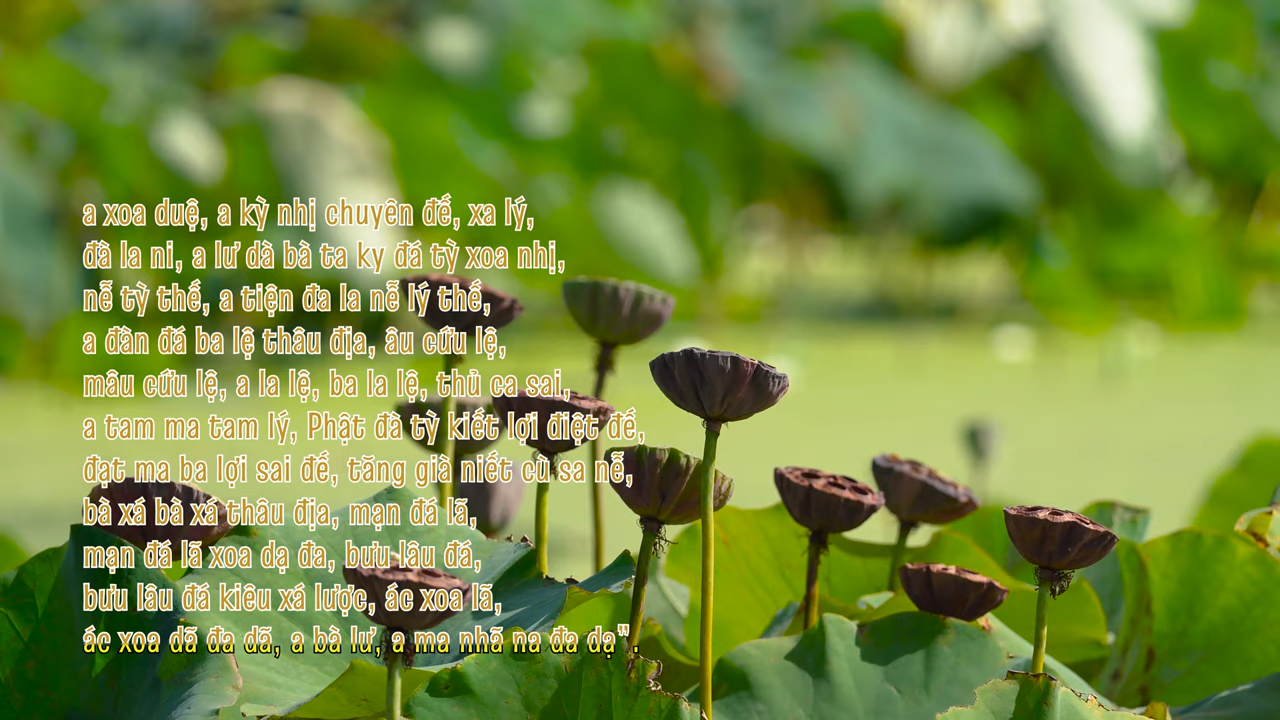 a xoa duệ, a kỳ nhị chuyên đế, xa lý,
đà la ni, a lư dà bà ta ky đá tỳ xoa nhị,
nễ tỳ thế, a tiện đa la nễ lý thế,
a đàn đá ba lệ thâu địa, âu cứu lệ,
mâu cứu lệ, a la lệ, ba la lệ, thủ ca sai,
a tam ma tam lý, Phật đà tỳ kiết lợi điệt đế,
đạt ma ba lợi sai đế, tăng già niết cù sa nễ,
bà xá bà xá thâu địa, mạn đá lã,
mạn đá lã xoa dạ đa, bưu lâu đá,
bưu lâu đá kiêu xá lược, ác xoa lã,
ác xoa dã đa dã, a bà lư, a ma nhã na đa dạ".